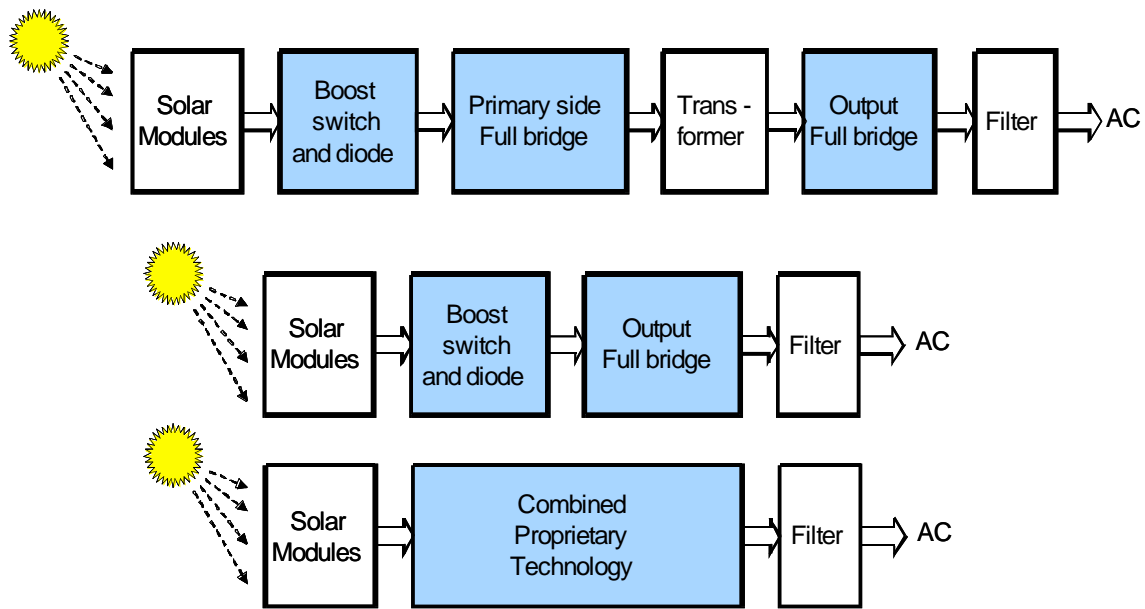 Solar
Modules
Boost
switch
and diode
Primary side
Full bridge
Trans -
former
Output
Full bridge
Filter
AC
Solar
Modules
Boost
switch
and diode
Output
Full bridge
Filter
AC
Solar
Modules
Combined
Proprietary
Technology
Filter
AC